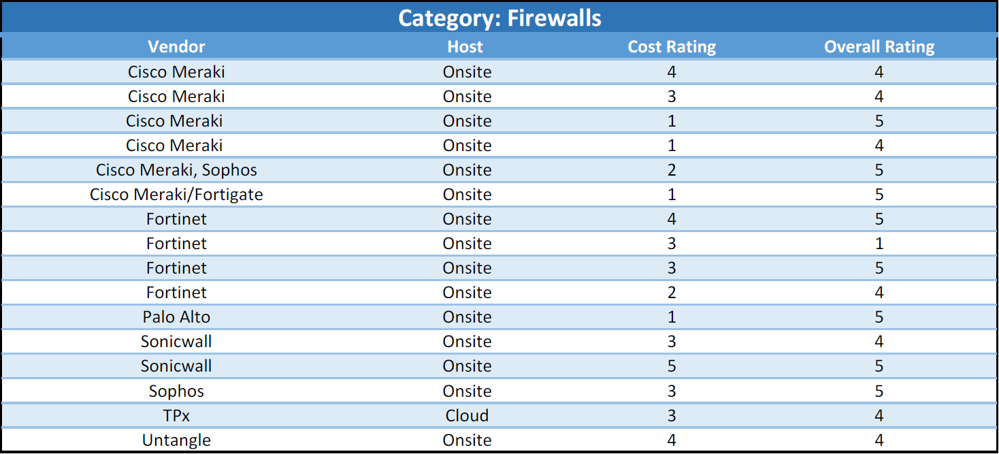 Category: Firewalls
Vendor Host Cost Rating Overall Rating
Cisco Meraki Onsite 4 4
Cisco Meraki Onsite 3 4
Cisco Meraki Onsite 1 5
Cisco Meraki Onsite 1 4
Cisco Meraki, Sophos Onsite 2 5
Cisco Meraki/Fortigate Onsite 1 5
Fortinet Onsite 4 5
Fortinet Onsite 3 1
Fortinet Onsite 3 5
Fortinet Onsite 2 4
Palo Alto Onsite 1 5
Sonicwall Onsite 3 4
Sonicwall Onsite 5 5
Sophos Onsite 3 5
TPx Cloud 3 4
Untangle Onsite 4 4